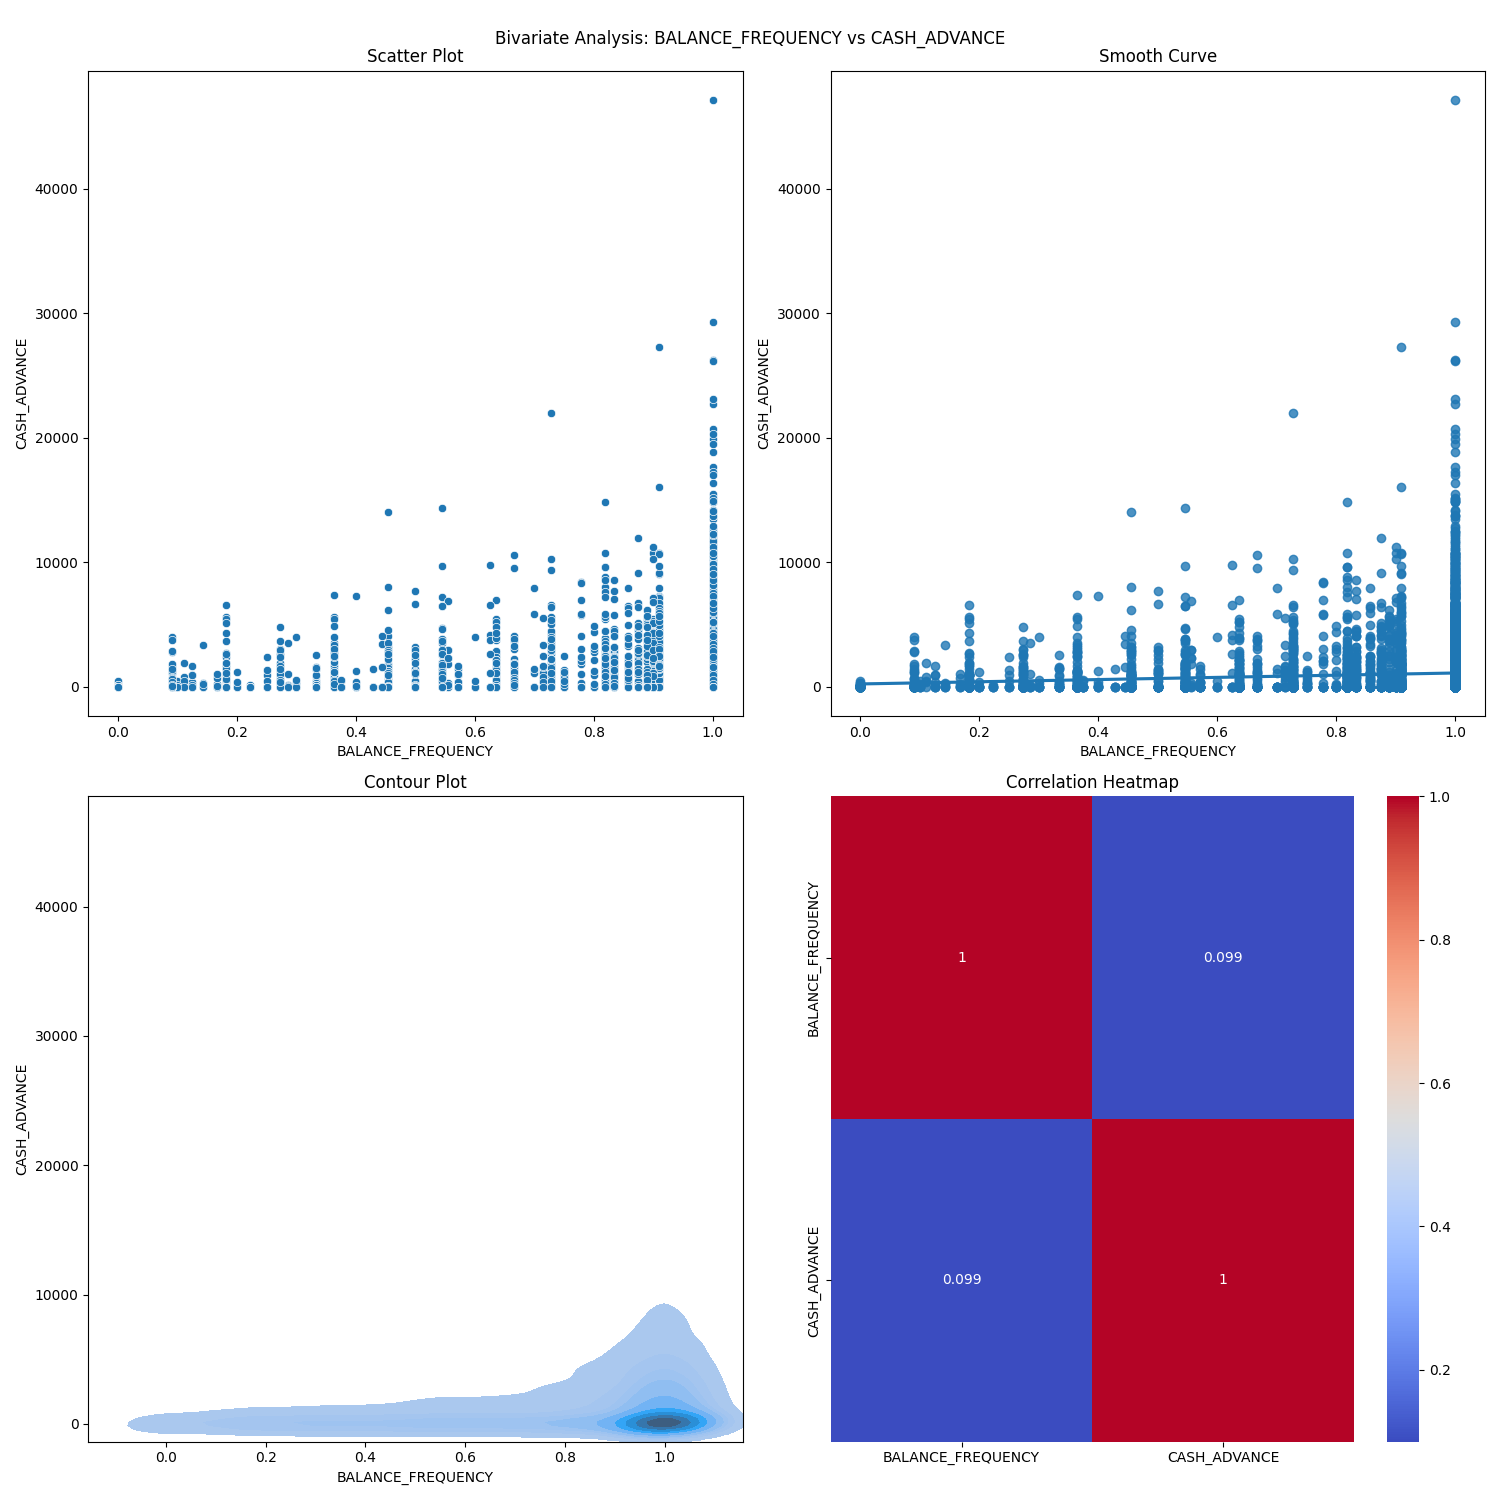 Bivariate Analysis: BALANCE_FREQUENCY vs CASH_ADVANCE
Scatter Plot
CASH_ADVANCE
40000
30000
20000
10000
0
0.0 0.2 0.4 0.6 0.8 1.0
BALANCE_FREQUENCY
Smooth Curve
CASH_ADVANCE
40000
30000
20000
10000
0
0.0 0.2 0.4 0.6 0.8 1.0
BALANCE_FREQUENCY
Contour Plot
CASH_ADVANCE
40000
30000
20000
10000
0
0.0 0.2 0.4 0.6 0.8 1.0
BALANCE_FREQUENCY
Correlation Heatmap
BALANCE_FREQUENCY
1 0.099
CASH_ADVANCE
0.099 1
BALANCE_FREQUENCY CASH_ADVANCE
1.0
0.8
0.6
0.4
0.2